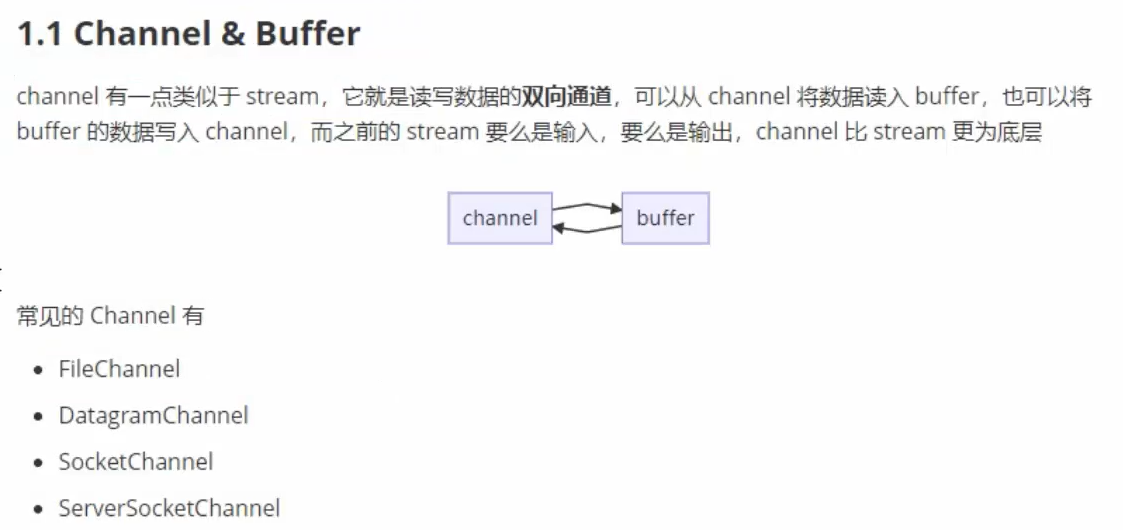 1.1 Channel & Buffer
channel 有一点类似于 stream，它就是读写数据的双向通道，可以从 channel 将数据读入 buffer，也可以将
buffer 的数据写入 channel，而之前的 stream 要么是输入，要么是输出，channel 比 stream 更为底层
channel buffer
常见的 Channel 有
• FileChannel
• DatagramChannel
• SocketChannel
• ServerSocketChannel